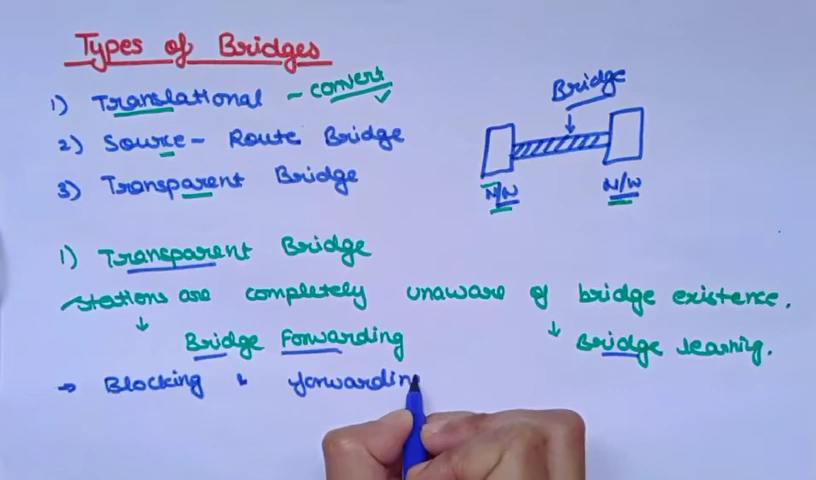 Types of Bridges
1) Translational - convert
2) Source - Route Bridge
3) Transparent Bridge
Bridge
N/W N/W
1) Transparent Bridge
Stations are completely unaware of bridge existence.
Bridge Forwarding
Bridge learning.
→ Blocking & forwardin